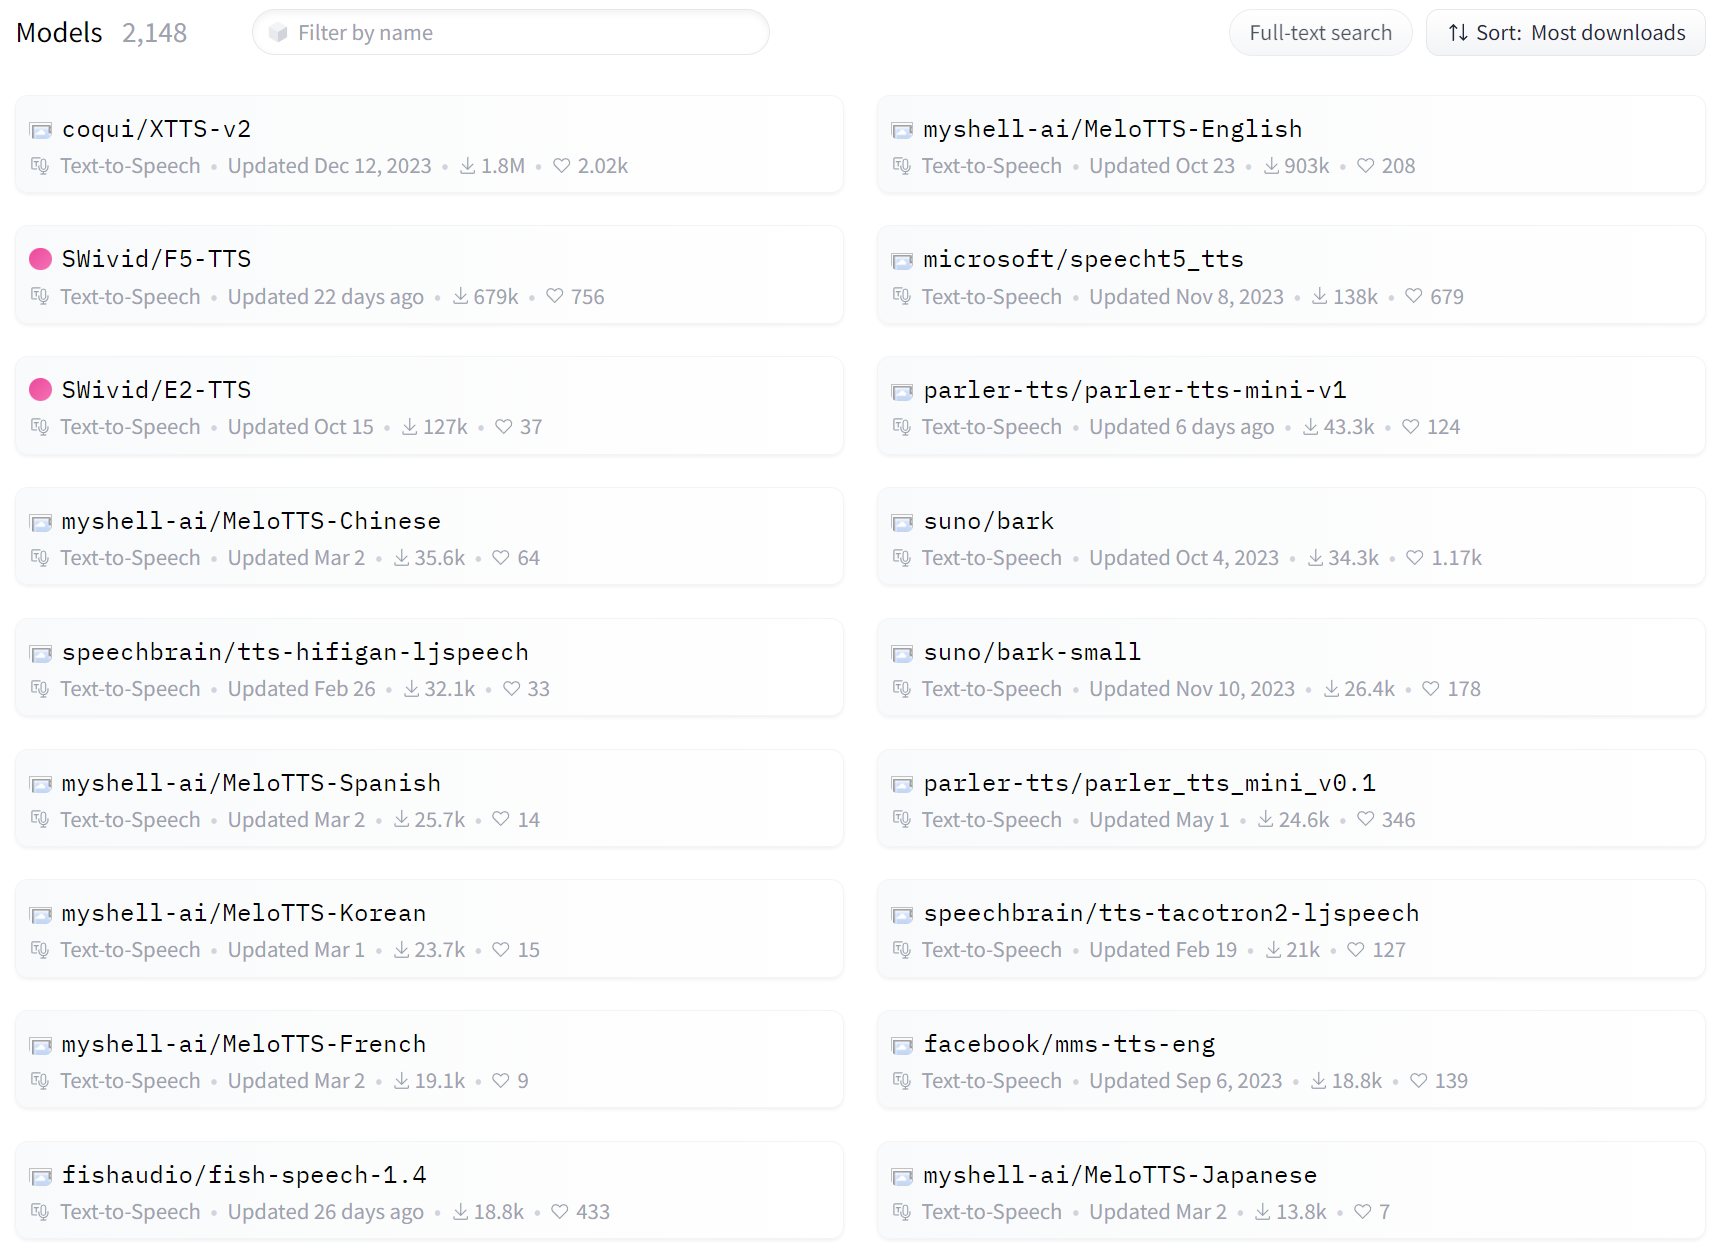 Models 2,148
Filter by name
Full-text search
Sort: Most downloads
coqui/XTTS-v2
Text-to-Speech • Updated Dec 12, 2023 • 1.8M • 2.02k
myshell-ai/MeloTTS-English
Text-to-Speech • Updated Oct 23 • 903k • 208
SWivid/F5-TTS
Text-to-Speech • Updated 22 days ago • 679k • 756
microsoft/speecht5_tts
Text-to-Speech • Updated Nov 8, 2023 • 138k • 679
SWivid/E2-TTS
Text-to-Speech • Updated Oct 15 • 127k • 37
parler-tts/parler-tts-mini-v1
Text-to-Speech • Updated 6 days ago • 43.3k • 124
myshell-ai/MeloTTS-Chinese
Text-to-Speech • Updated Mar 2 • 35.6k • 64
suno/bark
Text-to-Speech • Updated Oct 4, 2023 • 34.3k • 1.17k
speechbrain/tts-hifigan-ljspeech
Text-to-Speech • Updated Feb 26 • 32.1k • 33
suno/bark-small
Text-to-Speech • Updated Nov 10, 2023 • 26.4k • 178
myshell-ai/MeloTTS-Spanish
Text-to-Speech • Updated Mar 2 • 25.7k • 14
parler-tts/parler_tts_mini_v0.1
Text-to-Speech • Updated May 1 • 24.6k • 346
myshell-ai/MeloTTS-Korean
Text-to-Speech • Updated Mar 1 • 23.7k • 15
speechbrain/tts-tacotron2-ljspeech
Text-to-Speech • Updated Feb 19 • 21k • 127
myshell-ai/MeloTTS-French
Text-to-Speech • Updated Mar 2 • 19.1k • 9
facebook/mms-tts-eng
Text-to-Speech • Updated Sep 6, 2023 • 18.8k • 139
fishaudio/fish-speech-1.4
Text-to-Speech • Updated 26 days ago • 18.8k • 433
myshell-ai/MeloTTS-Japanese
Text-to-Speech • Updated Mar 2 • 13.8k • 7